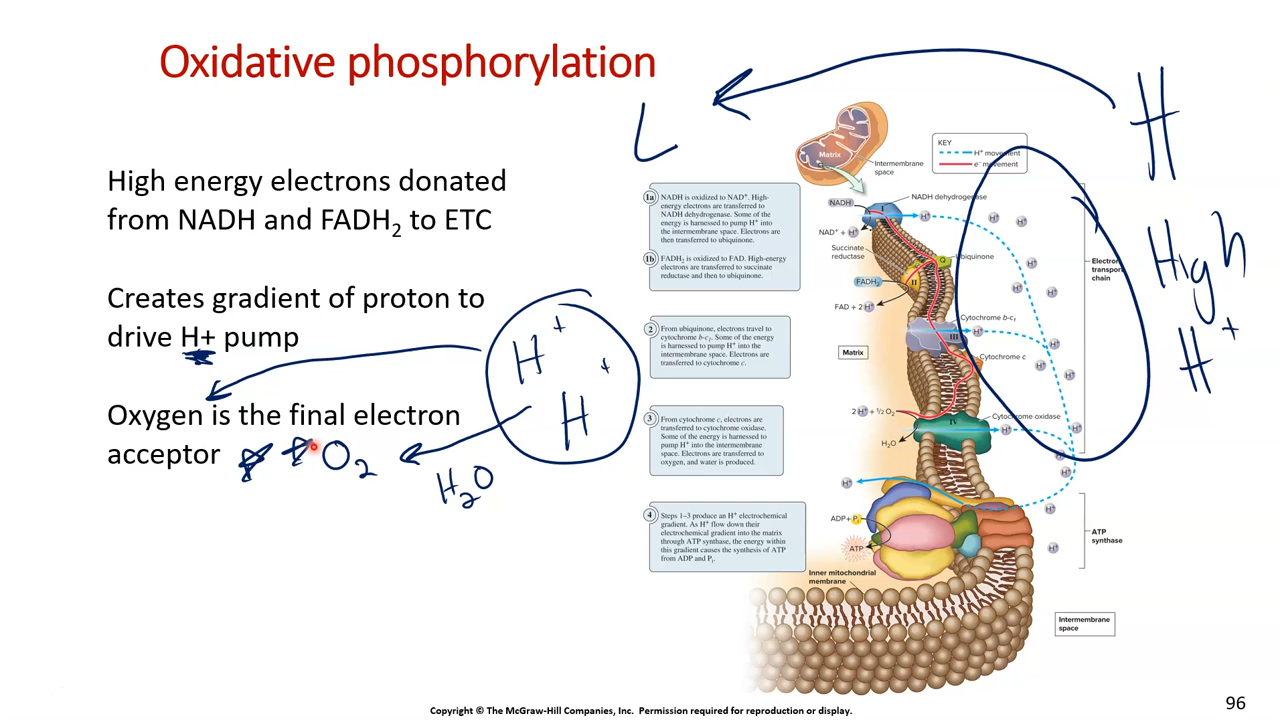 Oxidative phosphorylation
L
H
High energy electrons donated
from NADH and FADH₂ to ETC
Creates gradient of proton to
drive H+ pump
Oxygen is the final electron
acceptor
O₂
H₂O
H+
+
H
High
H+
Matrix
Intermembrane
space
KEY
H⁺ movement
e⁻ movement
1a NADH is oxidized to NAD⁺. High-
energy electrons are transferred to
NADH dehydrogenase. Some of the
energy is harnessed to pump H⁺ into
the intermembrane space. Electrons
are then transferred to ubiquinone.
1b FADH₂ is oxidized to FAD. High-energy
electrons are transferred to succinate
reductase and then to ubiquinone.
2 From ubiquinone, electrons travel to
cytochrome b-c₁. Some of the energy
is harnessed to pump H⁺ into the
intermembrane space. Electrons are
transferred to cytochrome c.
3 From cytochrome c, electrons are
transferred to cytochrome oxidase.
Some of the energy is harnessed to
pump H⁺ into the intermembrane
space. Electrons are transferred to
oxygen, and water is produced.
4 Steps 1–3 produce an H⁺ electrochemical
gradient. As H⁺ flow down their
electrochemical gradient into the matrix
through ATP synthase, the energy within
this gradient causes the synthesis of ATP
from ADP and Pᵢ.
NADH
NADH dehydrogenase
I
H⁺
H⁺
H⁺
NAD⁺ + H⁺
Succinate
reductase
Q
Ubiquinone
H⁺
Electron
transport
chain
FADH₂
II
H⁺
H⁺
FAD + 2 H⁺
Cytochrome b-c₁
III
H⁺
H⁺
Matrix
Cytochrome c
H⁺
H⁺
2 H⁺ + ½ O₂
Cytochrome oxidase
IV
H⁺
H⁺
H₂O
H⁺
H⁺
H⁺
H⁺
ADP + Pᵢ
ATP
ATP
synthase
H⁺
Inner mitochondrial
membrane
Intermembrane
space
Copyright © The McGraw-Hill Companies, Inc. Permission required for reproduction or display.
96